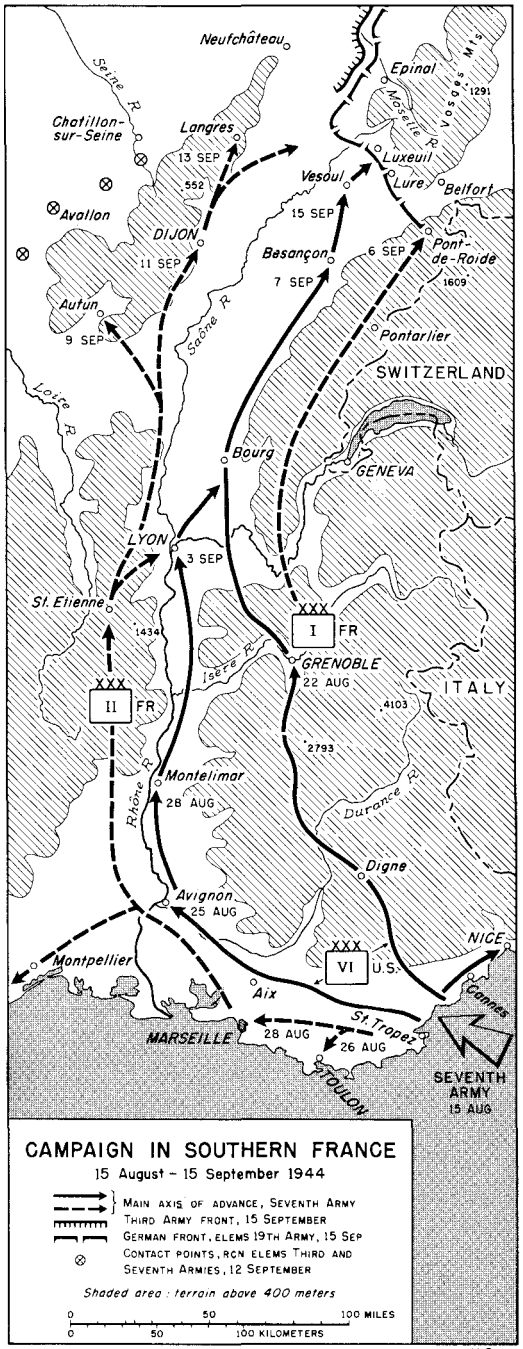 Neufchâteau
Seine R
Epinal
Moselle R
Vosges Mts.
1291
Chatillon-
sur-Seine
Langres
13 SEP
552
Luxeuil
Vesoul
Lure
Belfort
15 SEP
Avallon
DIJON
11 SEP
Besançon
7 SEP
6 SEP
Pont-
de-Roide
1609
Autun
9 SEP
Saône R
Pontarlier
SWITZERLAND
Loire R
Bourg
GENEVA
LYON
3 SEP
St. Etienne
1434
XXX
I FR
Isère R
GRENOBLE
22 AUG
XXX
II FR
ITALY
4103
2793
Rhône R
Montelimar
28 AUG
Durance R
Digne
Avignon
25 AUG
NICE
XXX
VI U.S.
Montpellier
Aix
Cannes
MARSEILLE
28 AUG
St. Tropez
26 AUG
TOULON
SEVENTH
ARMY
15 AUG
CAMPAIGN IN SOUTHERN FRANCE
15 August – 15 September 1944
MAIN AXIS OF ADVANCE, SEVENTH ARMY
THIRD ARMY FRONT, 15 SEPTEMBER
GERMAN FRONT, ELEMS 19TH ARMY, 15 SEP
CONTACT POINTS, RCN ELEMS THIRD AND
SEVENTH ARMIES, 12 SEPTEMBER
Shaded area : terrain above 400 meters
0 50 100 MILES
0 50 100 KILOMETERS